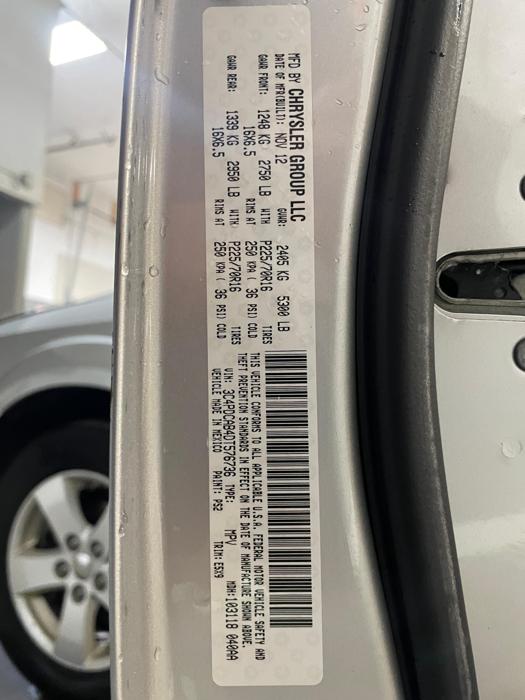 MFD BY CHRYSLER GROUP LLC
DATE OF MFR(BUILT): NOV 12 GVWR: 2405 KG 5300 LB
GAWR FRONT: 1248 KG 2750 LB WITH P225/70R16 TIRES
16X6.5 RIMS AT 250 KPA ( 36 PSI) COLD
GAWR REAR: 1339 KG 2950 LB WITH P225/70R16 TIRES
16X6.5 RIMS AT 250 KPA ( 36 PSI) COLD
THIS VEHICLE CONFORMS TO ALL APPLICABLE U.S.A. FEDERAL MOTOR VEHICLE SAFETY AND
THEFT PREVENTION STANDARDS IN EFFECT ON THE DATE OF MANUFACTURE SHOWN ABOVE.
VIN: 3C4PDCAB4DT576736 TYPE: MPV MDH: 103118 040AA
VEHICLE MADE IN MEXICO PAINT: PS2 TRIM: E5X9